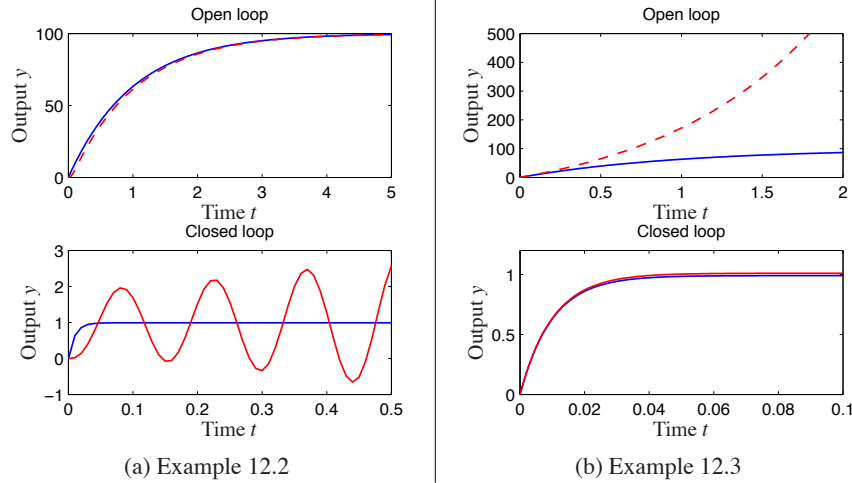 Open loop
100
50
0
Output y
0 1 2 3 4 5
Time t
Closed loop
3
2
1
0
−1
Output y
0 0.1 0.2 0.3 0.4 0.5
Time t
(a) Example 12.2
Open loop
500
400
300
200
100
0
Output y
0 0.5 1 1.5 2
Time t
Closed loop
1
0.5
0
Output y
0 0.02 0.04 0.06 0.08 0.1
Time t
(b) Example 12.3